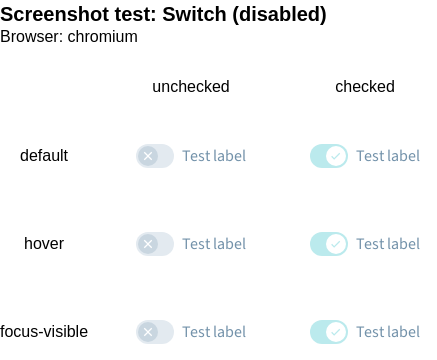 Screenshot test: Switch (disabled)
Browser: chromium
unchecked checked
default Test label Test label
hover Test label Test label
focus-visible Test label Test label